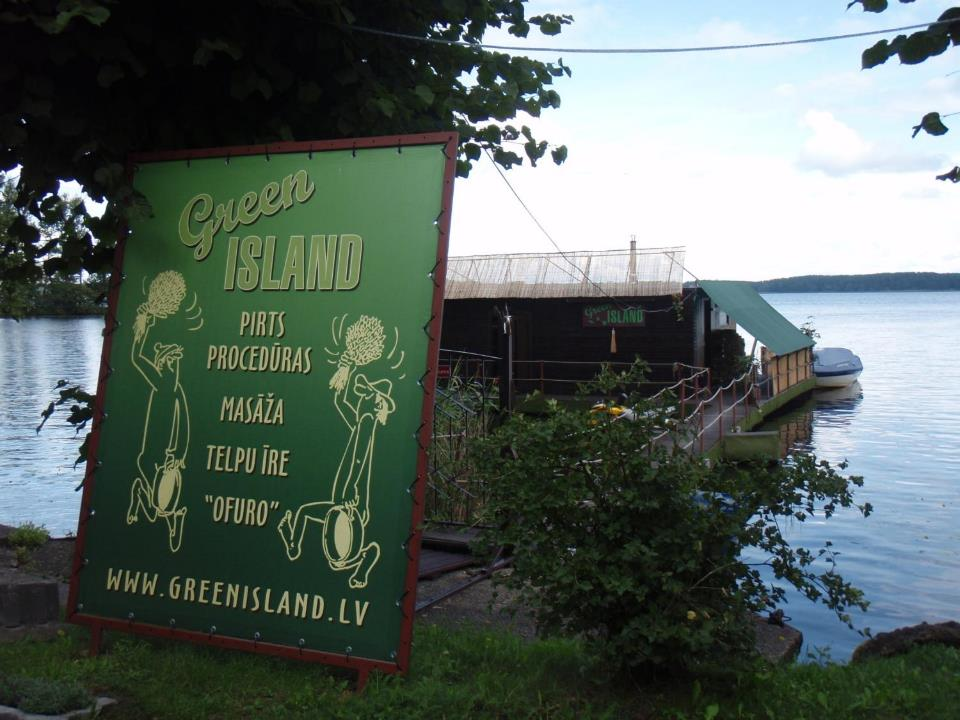 Green
ISLAND
PIRTS
PROCEDŪRAS
MASĀŽA
TELPU ĪRE
"OFURO"
WWW.GREENISLAND.LV
Green
ISLAND